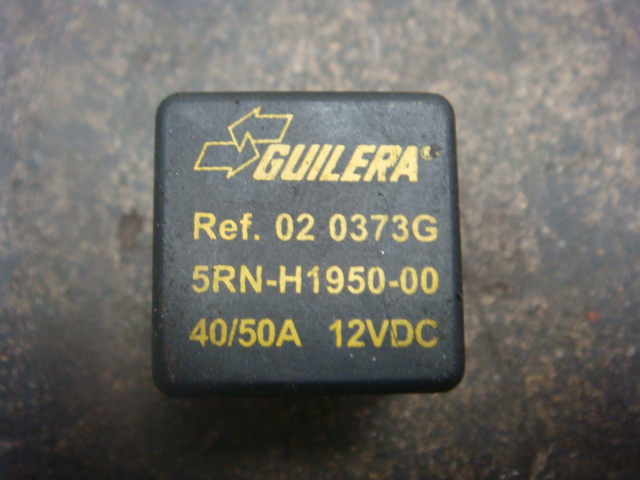 GUILERA
Ref. 02 0373G
5RN-H1950-00
40/50A 12VDC